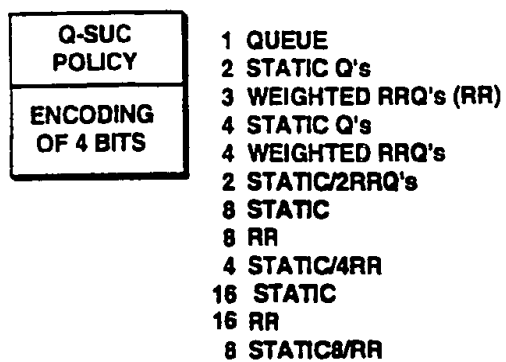 Q-SUC
POLICY
ENCODING
OF 4 BITS
1 QUEUE
2 STATIC Q's
3 WEIGHTED RRQ's (RR)
4 STATIC Q's
4 WEIGHTED RRQ's
2 STATIC/2RRQ's
8 STATIC
8 RR
4 STATIC/4RR
16 STATIC
16 RR
8 STATIC8/RR